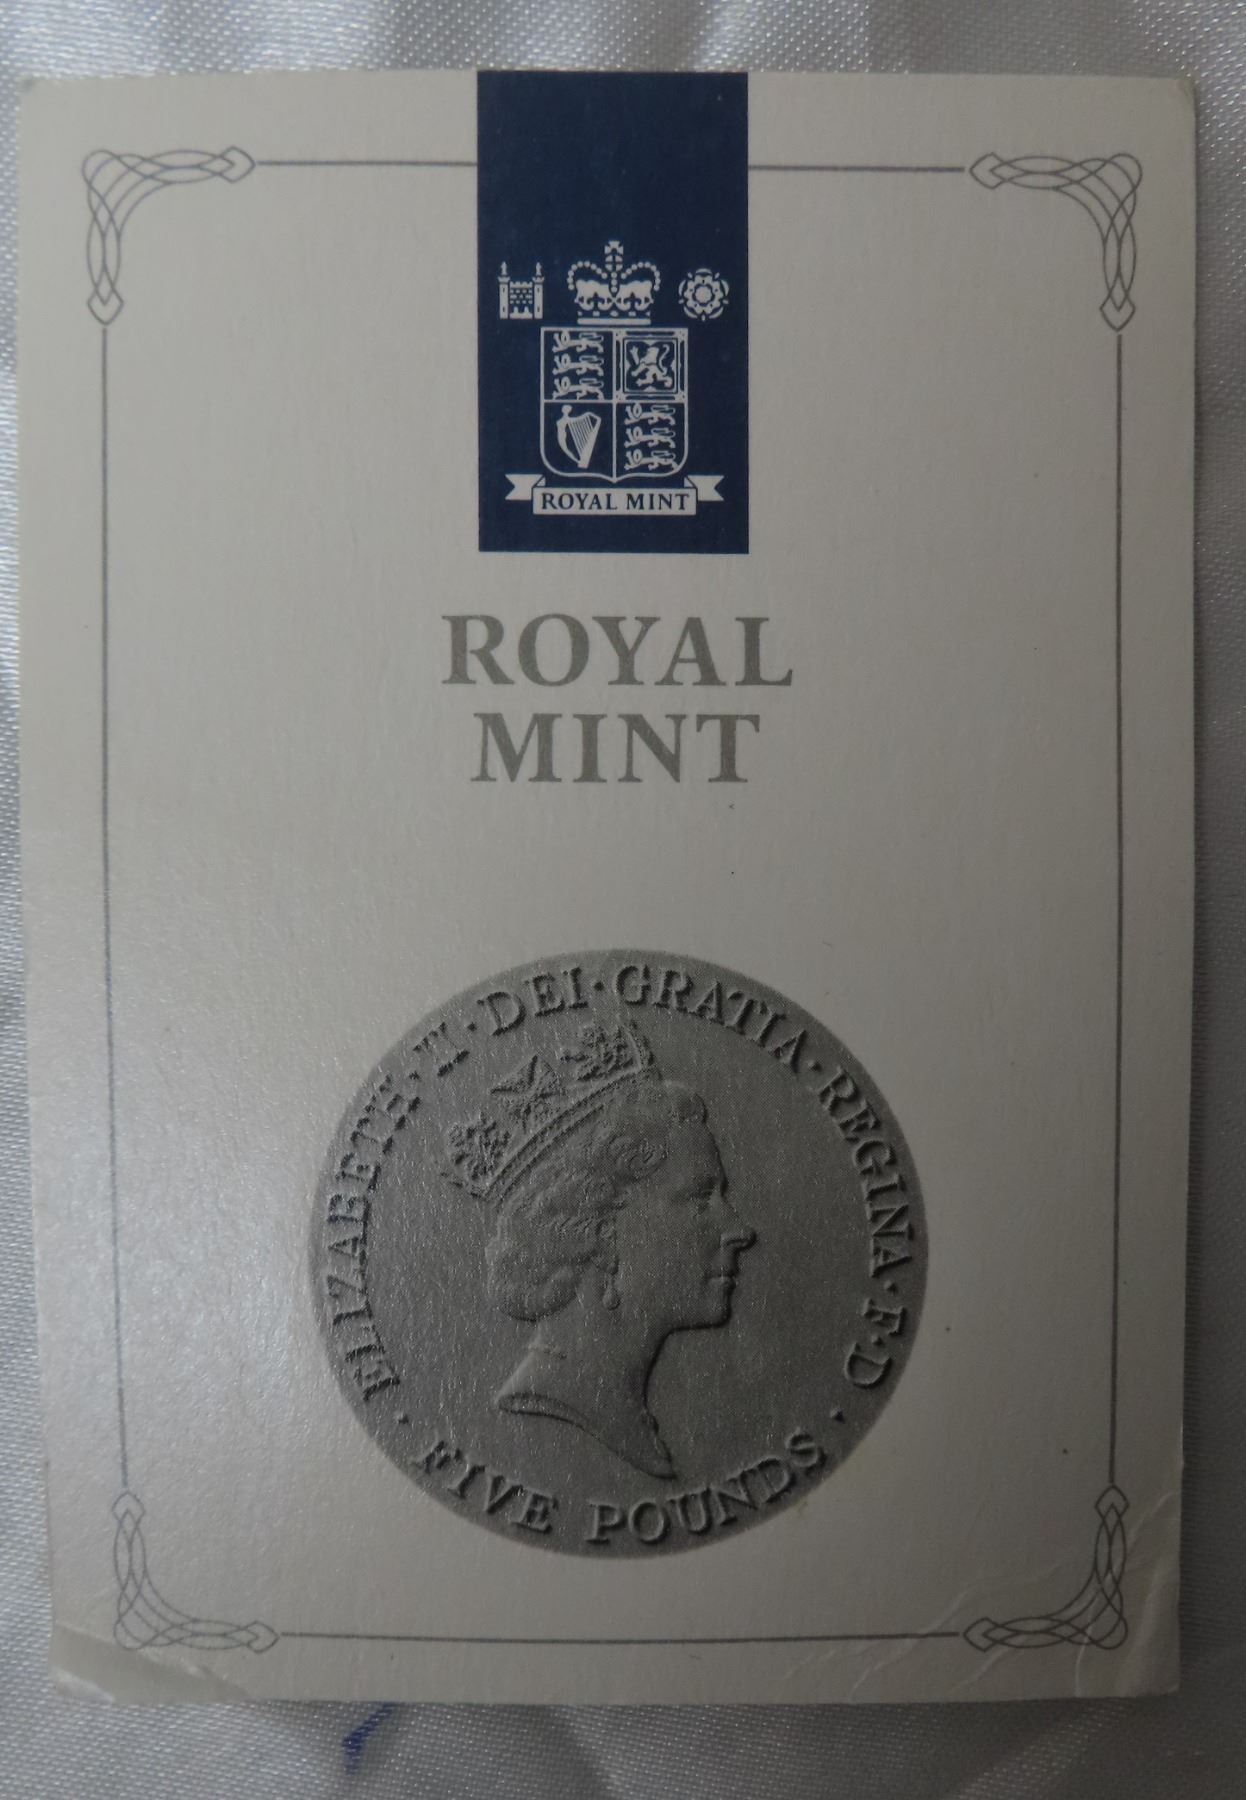 ROYAL MINT
ROYAL
MINT
ELIZABETH · II · DEI · GRATIA · REGINA · F · D ·
FIVE POUNDS ·